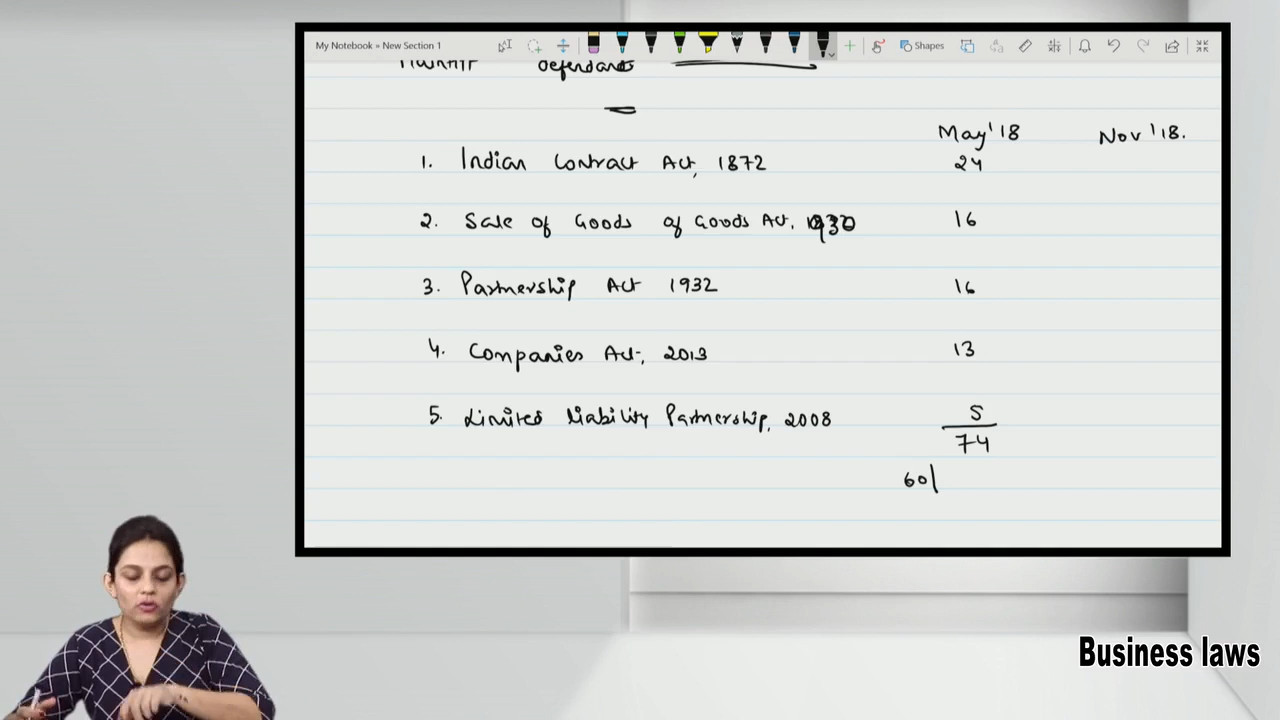 My Notebook » New Section 1
Shapes
Defendant
May '18 Nov '18.
1. Indian Contract Act, 1872 24
2. Sale of Goods of Goods Act, 1930 16
3. Partnership Act 1932 16
4. Companies Act, 2013 13
5. Limited Liability Partnership, 2008 5
74
60/
Business laws